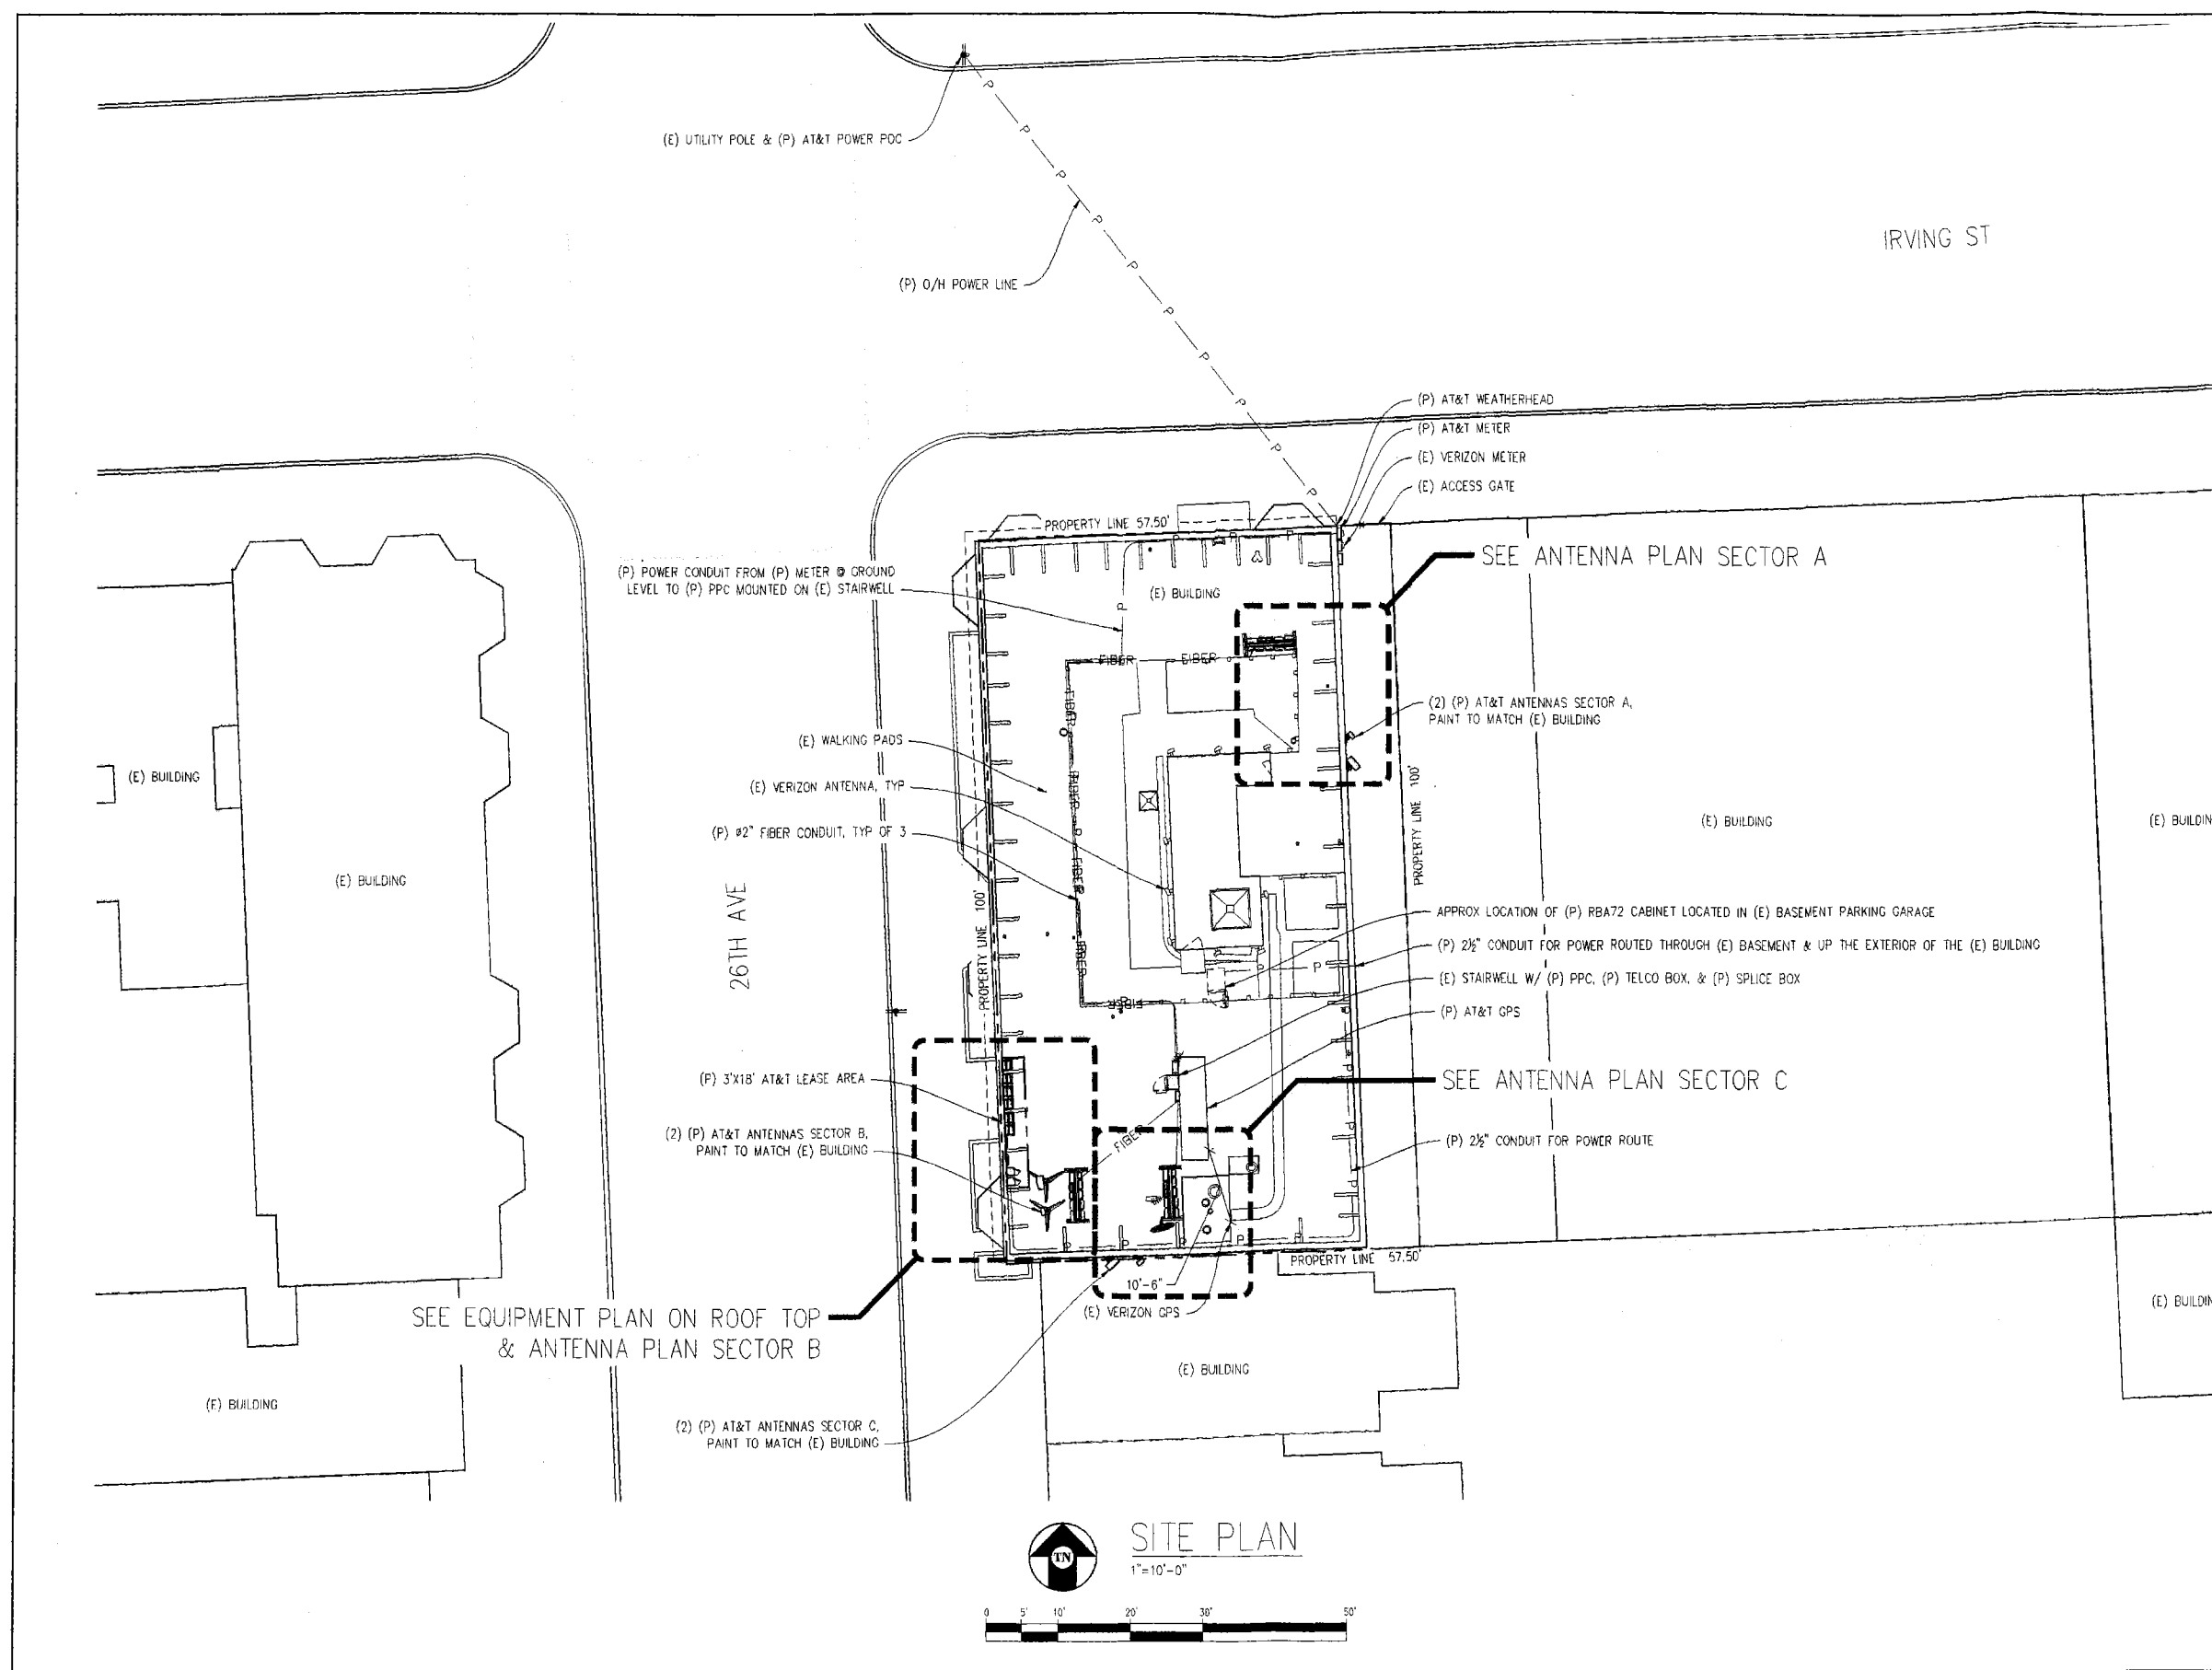 (E) UTILITY POLE & (P) AT&T POWER POC
IRVING ST
(P) O/H POWER LINE
P P P P P P P P P P P P
(P) AT&T WEATHERHEAD
(P) AT&T METER
(E) VERIZON METER
(E) ACCESS GATE
PROPERTY LINE 57.50'
SEE ANTENNA PLAN SECTOR A
(P) POWER CONDUIT FROM (P) METER @ GROUND
LEVEL TO (P) PPC MOUNTED ON (E) STAIRWELL
(E) BUILDING
FIBER FIBER
FIBER
(2) (P) AT&T ANTENNAS SECTOR A,
PAINT TO MATCH (E) BUILDING
(E) WALKING PADS
(E) BUILDING
(E) VERIZON ANTENNA, TYP
FIBER
PROPERTY LINE 100'
(P) ø2" FIBER CONDUIT, TYP OF 3
(E) BUILDING
(E) BUILDIN
(E) BUILDING
FIBER
26TH AVE
PROPERTY LINE 100'
APPROX LOCATION OF (P) RBA72 CABINET LOCATED IN (E) BASEMENT PARKING GARAGE
(P) 2½" CONDUIT FOR POWER ROUTED THROUGH (E) BASEMENT & UP THE EXTERIOR OF THE (E) BUILDING
FIBER
P
(E) STAIRWELL W/ (P) PPC, (P) TELCO BOX, & (P) SPLICE BOX
FIBER
(P) AT&T GPS
(P) 3'X18' AT&T LEASE AREA
SEE ANTENNA PLAN SECTOR C
(2) (P) AT&T ANTENNAS SECTOR B,
PAINT TO MATCH (E) BUILDING
FIBER
(P) 2½" CONDUIT FOR POWER ROUTE
P P P
PROPERTY LINE 57.50'
10'-6"
(E) VERIZON GPS
(E) BUILDIN
SEE EQUIPMENT PLAN ON ROOF TOP
& ANTENNA PLAN SECTOR B
(E) BUILDING
(E) BUILDING
(2) (P) AT&T ANTENNAS SECTOR C,
PAINT TO MATCH (E) BUILDING
TN
SITE PLAN
1"=10'-0"
0 5' 10' 20' 30' 50'